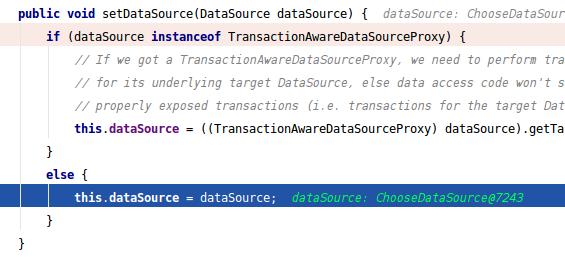 public void setDataSource(DataSource dataSource) { dataSource: ChooseDataSour
if (dataSource instanceof TransactionAwareDataSourceProxy) {
// If we got a TransactionAwareDataSourceProxy, we need to perform tra
// for its underlying target DataSource, else data access code won't s
// properly exposed transactions (i.e. transactions for the target Dat
this.dataSource = ((TransactionAwareDataSourceProxy) dataSource).getTa
}
else {
this.dataSource = dataSource; dataSource: ChooseDataSource@7243
}
}